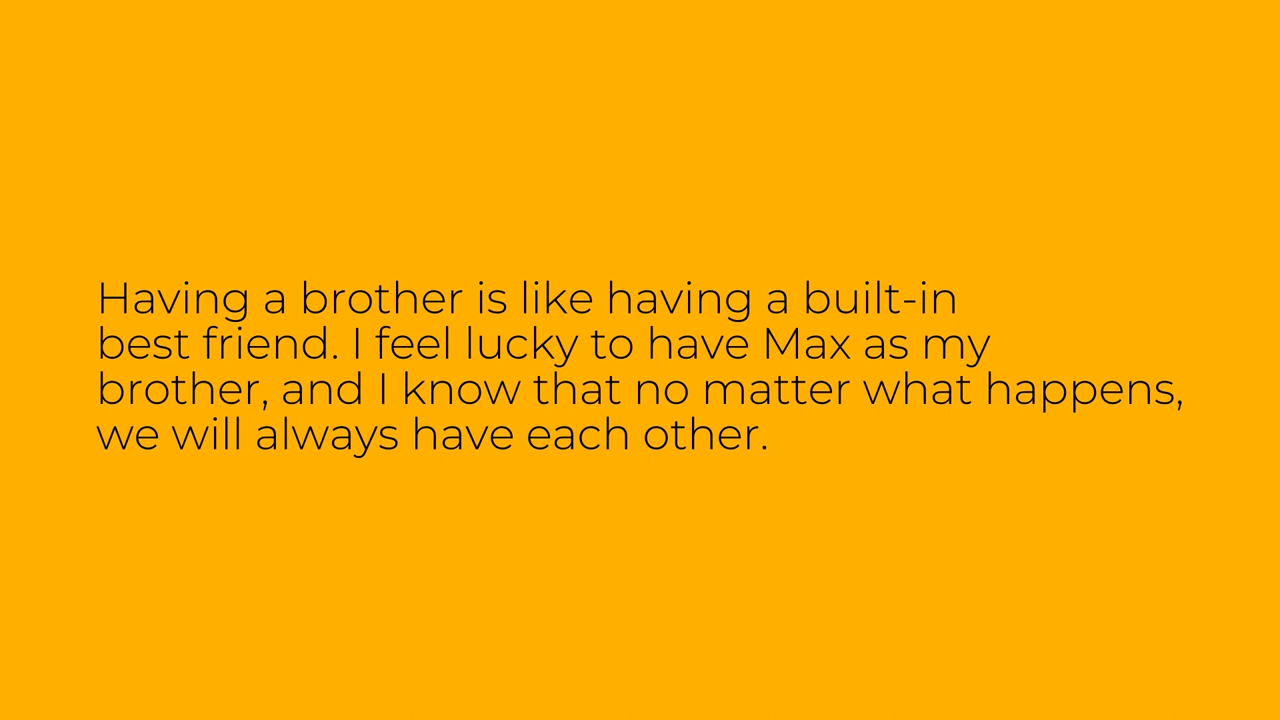 Having a brother is like having a built-in
best friend. I feel lucky to have Max as my
brother, and I know that no matter what happens,
we will always have each other.